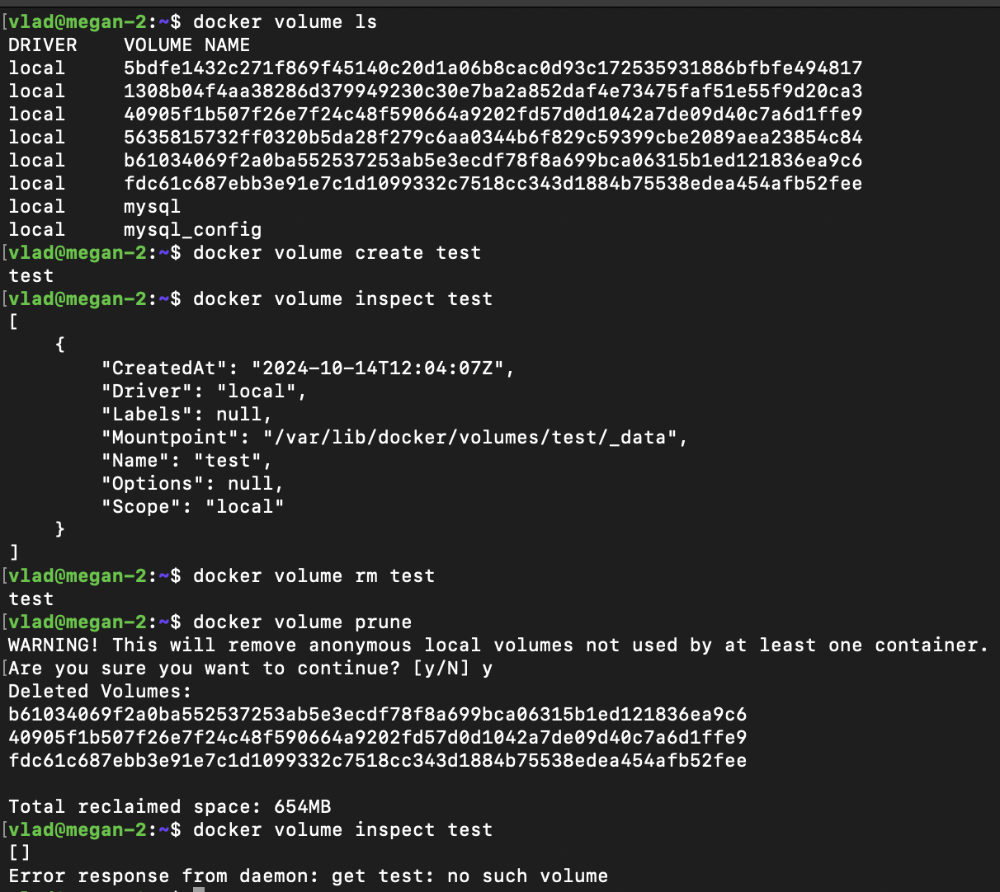 [vlad@megan-2:~$ docker volume ls
DRIVER    VOLUME NAME
local     5bdfe1432c271f869f45140c20d1a06b8cac0d93c172535931886bfbfe494817
local     1308b04f4aa38286d379949230c30e7ba2a852daf4e73475faf51e55f9d20ca3
local     40905f1b507f26e7f24c48f590664a9202fd57d0d1042a7de09d40c7a6d1ffe9
local     5635815732ff0320b5da28f279c6aa0344b6f829c59399cbe2089aea23854c84
local     b61034069f2a0ba552537253ab5e3ecdf78f8a699bca06315b1ed121836ea9c6
local     fdc61c687ebb3e91e7c1d1099332c7518cc343d1884b75538edea454afb52fee
local     mysql
local     mysql_config
[vlad@megan-2:~$ docker volume create test
test
[vlad@megan-2:~$ docker volume inspect test
[
    {
        "CreatedAt": "2024-10-14T12:04:07Z",
        "Driver": "local",
        "Labels": null,
        "Mountpoint": "/var/lib/docker/volumes/test/_data",
        "Name": "test",
        "Options": null,
        "Scope": "local"
    }
]
[vlad@megan-2:~$ docker volume rm test
test
[vlad@megan-2:~$ docker volume prune
WARNING! This will remove anonymous local volumes not used by at least one container.
[Are you sure you want to continue? [y/N] y
Deleted Volumes:
b61034069f2a0ba552537253ab5e3ecdf78f8a699bca06315b1ed121836ea9c6
40905f1b507f26e7f24c48f590664a9202fd57d0d1042a7de09d40c7a6d1ffe9
fdc61c687ebb3e91e7c1d1099332c7518cc343d1884b75538edea454afb52fee

Total reclaimed space: 654MB
[vlad@megan-2:~$ docker volume inspect test
[]
Error response from daemon: get test: no such volume